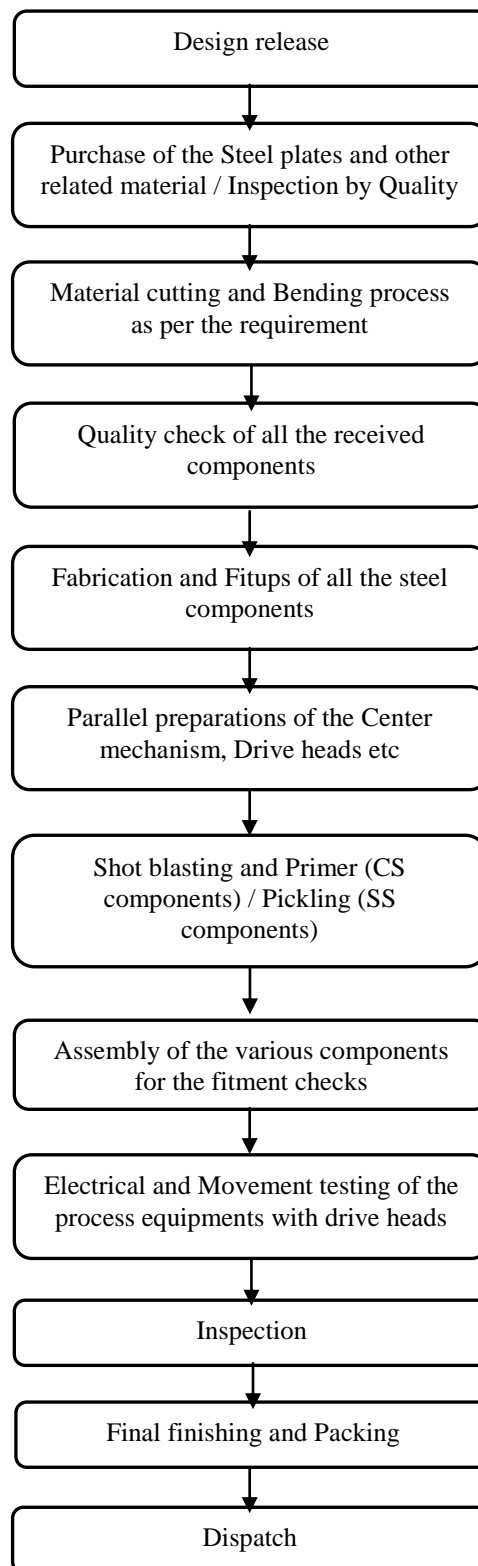 Design release
Purchase of the Steel plates and other
related material / Inspection by Quality
Material cutting and Bending process
as per the requirement
Quality check of all the received
components
Fabrication and Fitups of all the steel
components
Parallel preparations of the Center
mechanism, Drive heads etc
Shot blasting and Primer (CS
components) / Pickling (SS
components)
Assembly of the various components
for the fitment checks
Electrical and Movement testing of the
process equipments with drive heads
Inspection
Final finishing and Packing
Dispatch